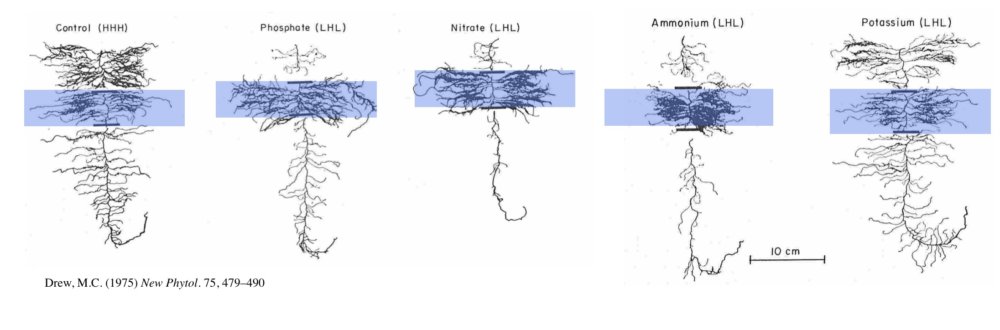 Control (HHH)
Phosphate (LHL)
Nitrate (LHL)
Ammonium (LHL)
Potassium (LHL)
10 cm
Drew, M.C. (1975) New Phytol. 75, 479–490